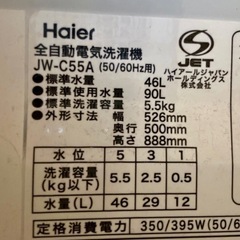 Haier
全自動電気洗濯機
JW-C55A (50/60Hz用)
S
JET
ハイアールジャパン
ホールディングス
株式会社
●標準水量 46L
●標準使用水量 90L
●標準洗濯容量 5.5kg
●外形寸法 幅 526mm
奥行 500mm
高さ 888mm
水位 5 3 1
洗濯容量 (kg以下) 5.5 2.5 0.5
水量(L) 46 29 12
定格消費電力 350/395W(50/6